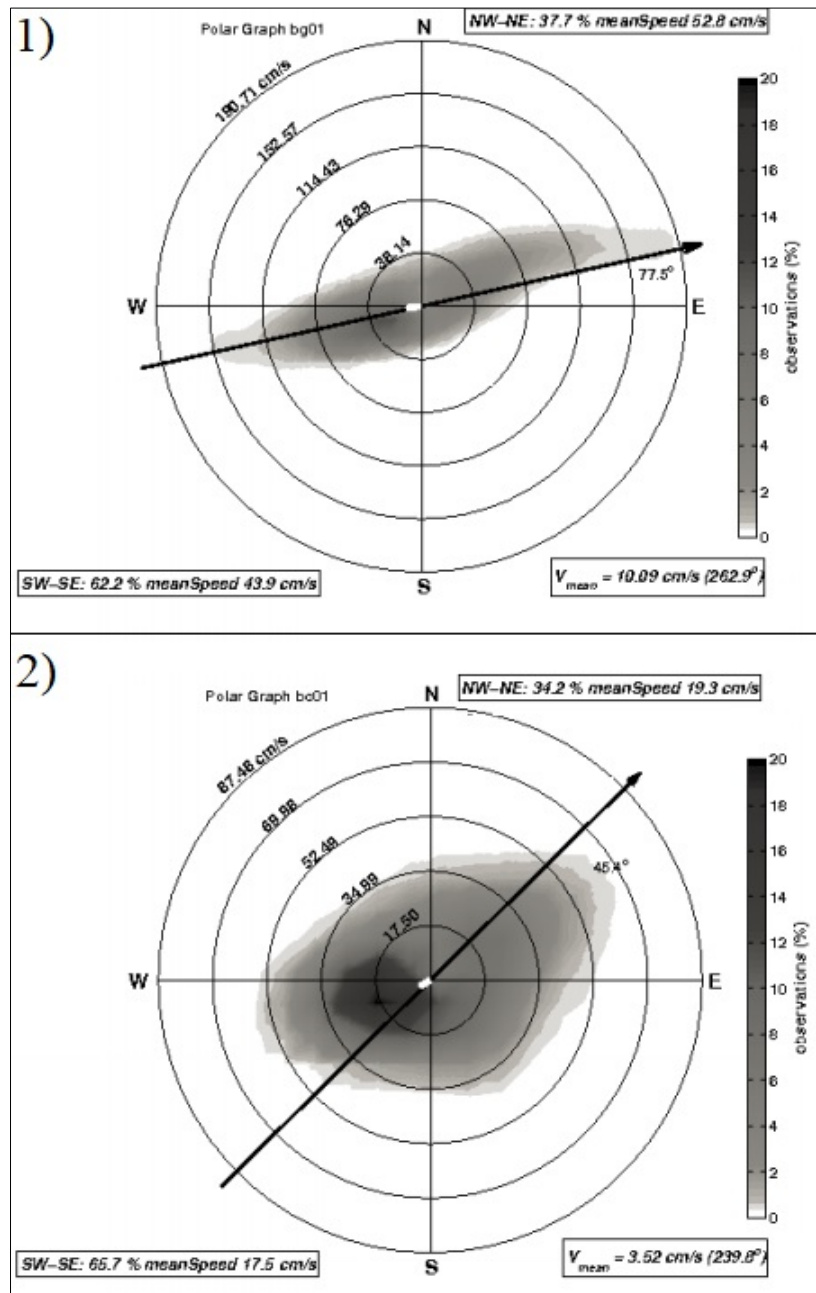 1)
Polar Graph bg01
NW-NE: 37.7 % meanSpeed 52.8 cm/s
N
190.71 cm/s
152.57
114.43
76.29
38.14
77.5°
W
E
S
20
18
16
14
12
10
8
6
4
2
0
observations (%)
SW-SE: 62.2 % meanSpeed 43.9 cm/s
Vmean = 10.09 cm/s (262.9°)
2)
Polar Graph bc01
NW-NE: 34.2 % meanSpeed 19.3 cm/s
N
87.48 cm/s
69.98
52.49
34.99
17.50
45.4°
W
E
S
20
18
16
14
12
10
8
6
4
2
0
observations (%)
SW-SE: 65.7 % meanSpeed 17.5 cm/s
Vmean = 3.52 cm/s (239.8°)